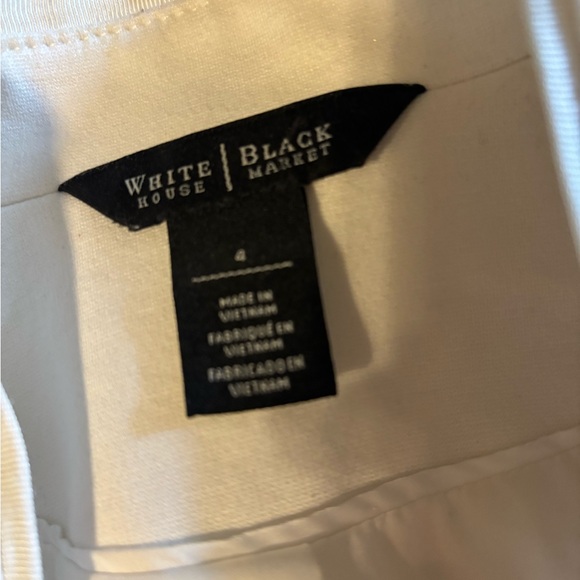 WHITE | BLACK
HOUSE | MARKET
4
MADE IN
VIETNAM
FABRIQUÉ EN
VIETNAM
FABRICADO EN
VIETNAM